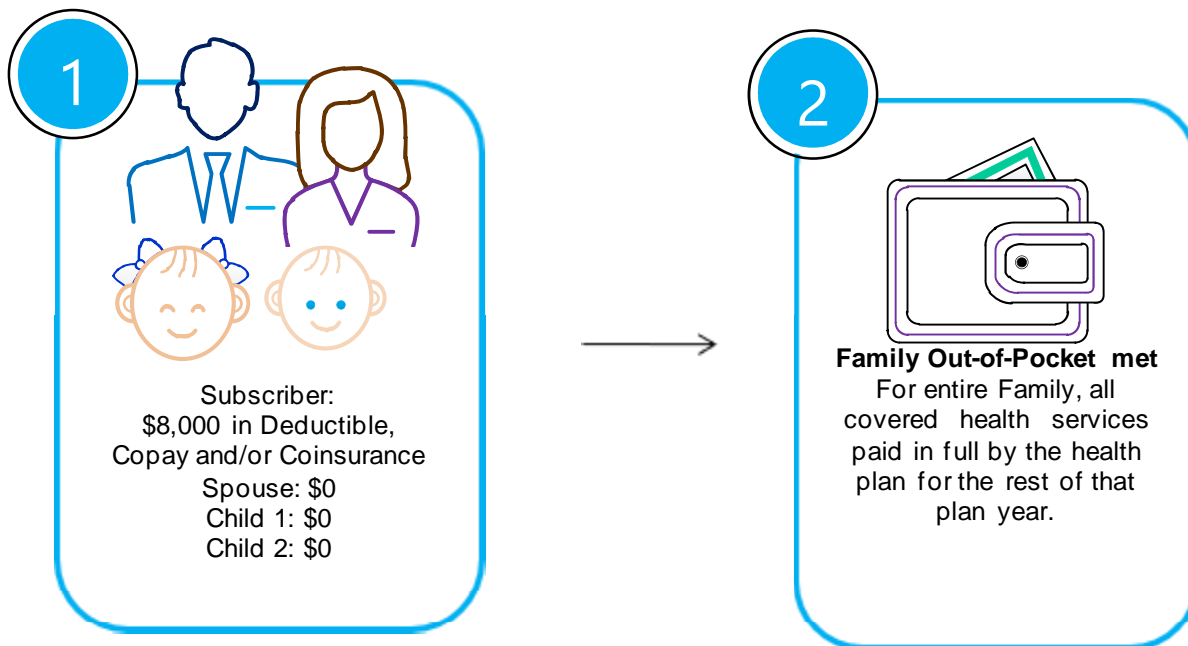 1
Subscriber:
$8,000 in Deductible,
Copay and/or Coinsurance
Spouse: $0
Child 1: $0
Child 2: $0
2
Family Out-of-Pocket met
For entire Family, all
covered health services
paid in full by the health
plan for the rest of that
plan year.